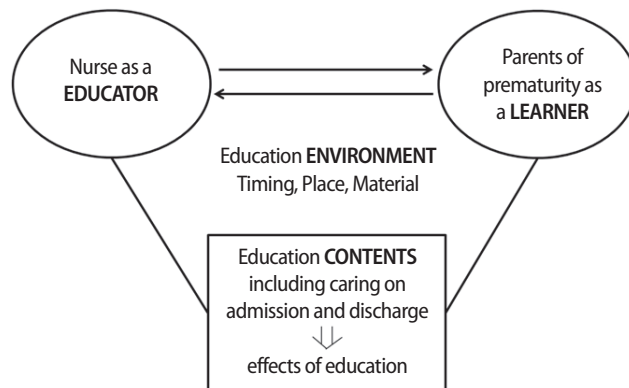 Nurse as a
EDUCATOR
Parents of
prematurity as
a LEARNER
Education ENVIRONMENT
Timing, Place, Material
Education CONTENTS
including caring on
admission and discharge
effects of education